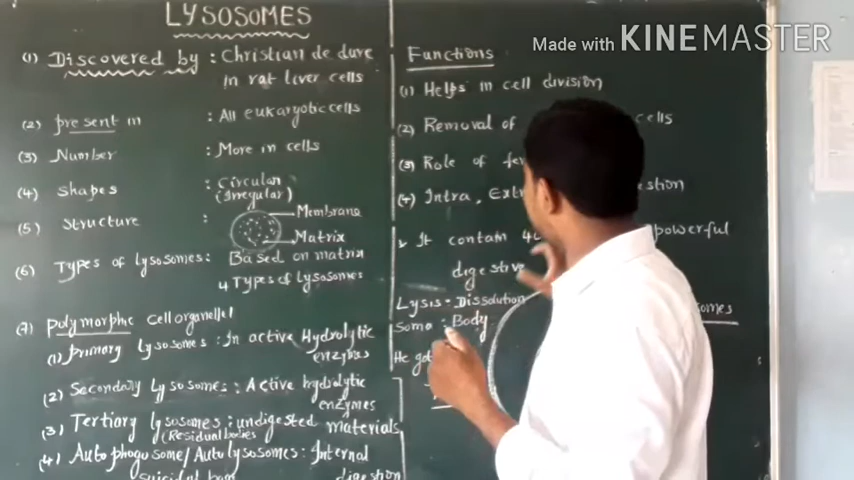 LYSOSOMES
(1) Discovered by : Christian de duve
in rat liver cells
(2) present in : All eukaryotic cells
(3) Number : More in cells
(4) shapes : circular
(Irregular)
(5) structure :
Membrane
Matrix
(6) Types of lysosomes: Based on matrix
4 Types of lysosomes
(7) polymorphic cell organelle!
(1) primary lysosomes : In active Hydrolytic
enzymes
(2) Secondary lysosomes : Active hydrolytic
enzymes
(3) Tertiary lysosomes : undigested materials
(Residual bodies
(4) Autophagosome/Autolysosomes : Internal
digestion
Functions
(1) Helps in cell division
(2) Removal of cells
(3) Role of
(4) Intra, 
It contain powerful
digestive
Lysis : Dissolution
Soma : Body
He
Made with KINEMASTER